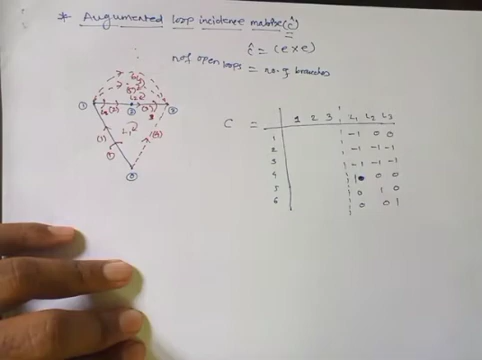 * Augmented loop incidence matrix(ĉ)
ĉ = (e×e)
no.f open loops = no.f branches
C =
1 2 3 L₁ L₂ L₃
1 -1 0 0
2 -1 -1 -1
3 -1 -1 -1
4 1 0 0
5 0 1 0
6 0 0 1